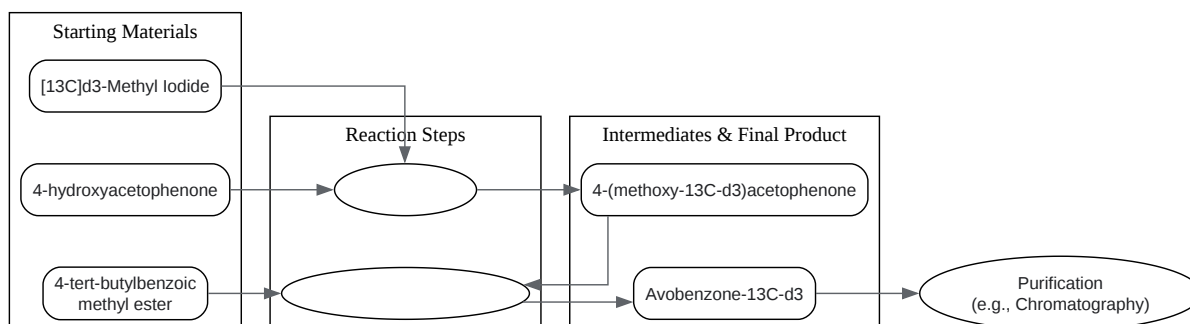 Starting Materials
[13C]d3-Methyl Iodide
Reaction Steps
Intermediates & Final Product
4-hydroxyacetophenone
4-(methoxy-13C-d3)acetophenone
4-tert-butylbenzoic
methyl ester
Avobenzone-13C-d3
Purification
(e.g., Chromatography)